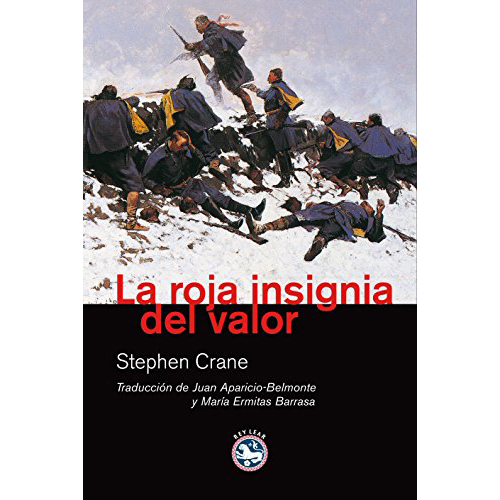 La roja insignia
del valor
Stephen Crane
Traducción de Juan Aparicio-Belmonte
y María Ermitas Barrasa
REY LEAR